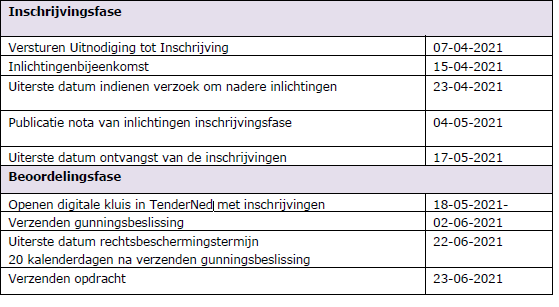 Inschrijvingsfase
Versturen Uitnodiging tot Inschrijving 07-04-2021
Inlichtingenbijeenkomst 15-04-2021
Uiterste datum indienen verzoek om nadere inlichtingen 23-04-2021
Publicatie nota van inlichtingen inschrijvingsfase 04-05-2021
Uiterste datum ontvangst van de inschrijvingen 17-05-2021
Beoordelingsfase
Openen digitale kluis in TenderNed met inschrijvingen 18-05-2021-
Verzenden gunningsbeslissing 02-06-2021
Uiterste datum rechtsbeschermingstermijn 22-06-2021
20 kalenderdagen na verzenden gunningsbeslissing
Verzenden opdracht 23-06-2021